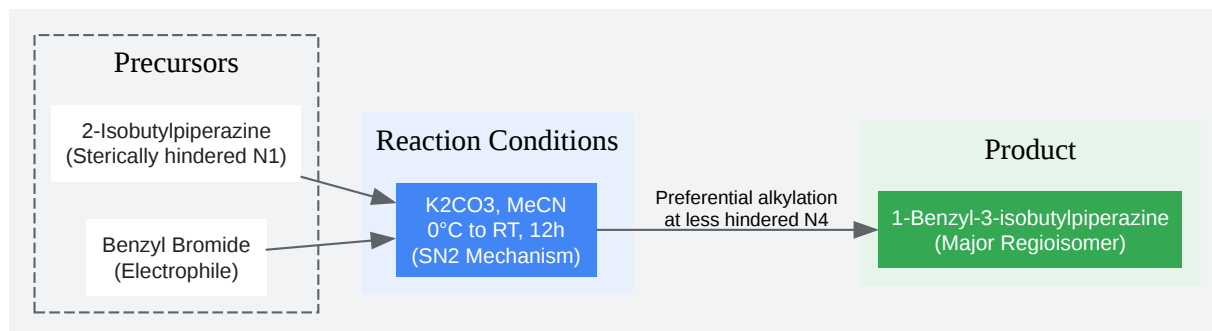 Precursors
2-Isobutylpiperazine
(Sterically hindered N1)
Benzyl Bromide
(Electrophile)
Reaction Conditions
K2CO3, MeCN
0°C to RT, 12h
(SN2 Mechanism)
Preferential alkylation
at less hindered N4
Product
1-Benzyl-3-isobutylpiperazine
(Major Regioisomer)